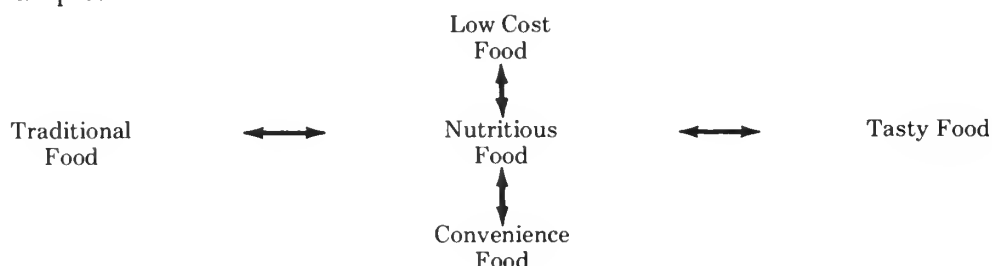 Low Cost
Food
Traditional
Food
Nutritious
Food
Tasty Food
Convenience
Food